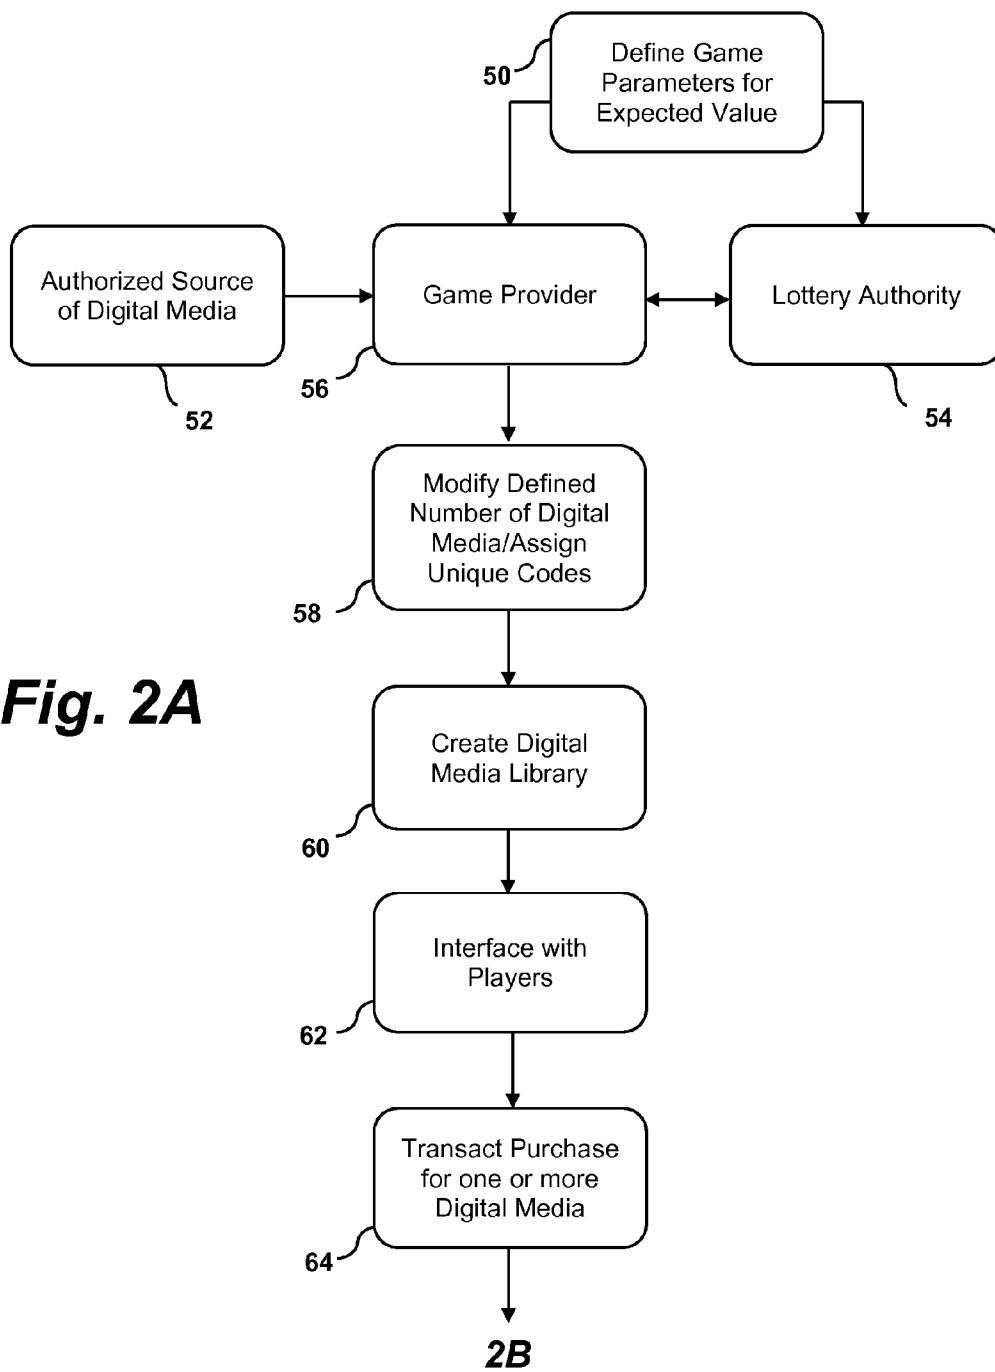 50
Define Game
Parameters for
Expected Value
Authorized Source
of Digital Media
52
Game Provider
56
Lottery Authority
54
Modify Defined
Number of Digital
Media/Assign
Unique Codes
58
Fig. 2A
Create Digital
Media Library
60
Interface with
Players
62
Transact Purchase
for one or more
Digital Media
64
2B